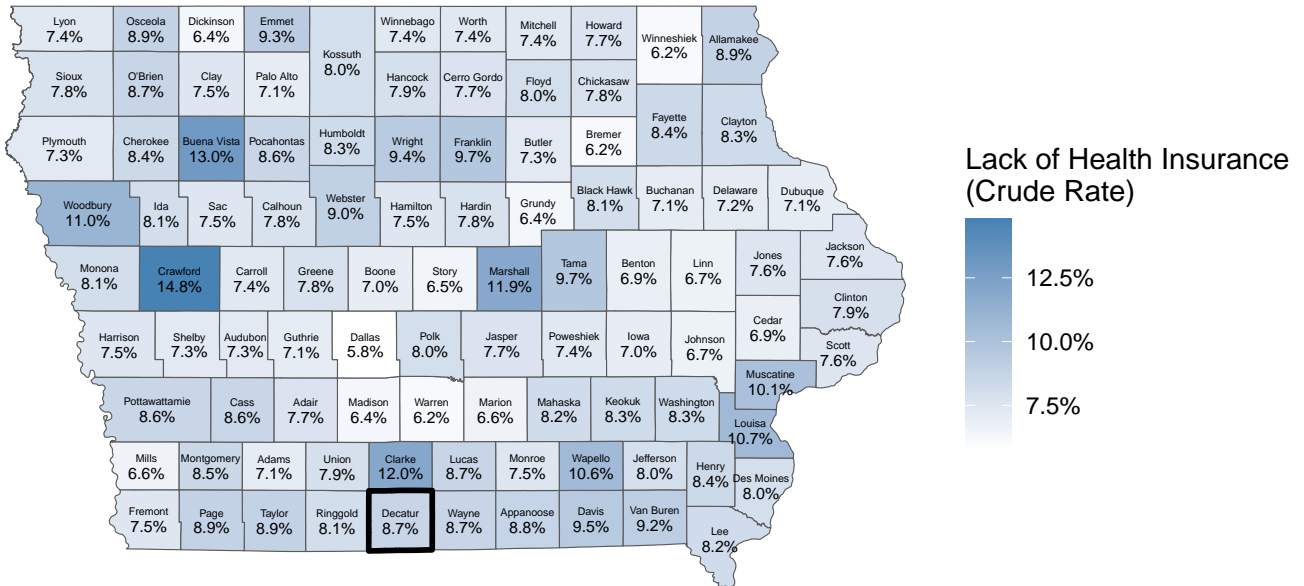 Lyon
7.4%
Osceola
8.9%
Dickinson
6.4%
Emmet
9.3%
Kossuth
8.0%
Winnebago
7.4%
Worth
7.4%
Mitchell
7.4%
Howard
7.7%
Winneshiek
6.2%
Allamakee
8.9%
Sioux
7.8%
O'Brien
8.7%
Clay
7.5%
Palo Alto
7.1%
Hancock
7.9%
Cerro Gordo
7.7%
Floyd
8.0%
Chickasaw
7.8%
Fayette
8.4%
Clayton
8.3%
Plymouth
7.3%
Cherokee
8.4%
Buena Vista
13.0%
Pocahontas
8.6%
Humboldt
8.3%
Wright
9.4%
Franklin
9.7%
Butler
7.3%
Bremer
6.2%
Woodbury
11.0%
Ida
8.1%
Sac
7.5%
Calhoun
7.8%
Webster
9.0%
Hamilton
7.5%
Hardin
7.8%
Grundy
6.4%
Black Hawk
8.1%
Buchanan
7.1%
Delaware
7.2%
Dubuque
7.1%
Monona
8.1%
Crawford
14.8%
Carroll
7.4%
Greene
7.8%
Boone
7.0%
Story
6.5%
Marshall
11.9%
Tama
9.7%
Benton
6.9%
Linn
6.7%
Jones
7.6%
Jackson
7.6%
Clinton
7.9%
Harrison
7.5%
Shelby
7.3%
Audubon
7.3%
Guthrie
7.1%
Dallas
5.8%
Polk
8.0%
Jasper
7.7%
Poweshiek
7.4%
Iowa
7.0%
Johnson
6.7%
Cedar
6.9%
Scott
7.6%
Muscatine
10.1%
Pottawattamie
8.6%
Cass
8.6%
Adair
7.7%
Madison
6.4%
Warren
6.2%
Marion
6.6%
Mahaska
8.2%
Keokuk
8.3%
Washington
8.3%
Louisa
10.7%
Mills
6.6%
Montgomery
8.5%
Adams
7.1%
Union
7.9%
Clarke
12.0%
Lucas
8.7%
Monroe
7.5%
Wapello
10.6%
Jefferson
8.0%
Henry
8.4%
Des Moines
8.0%
Fremont
7.5%
Page
8.9%
Taylor
8.9%
Ringgold
8.1%
Decatur
8.7%
Wayne
8.7%
Appanoose
8.8%
Davis
9.5%
Van Buren
9.2%
Lee
8.2%
Lack of Health Insurance
(Crude Rate)
12.5%
10.0%
7.5%